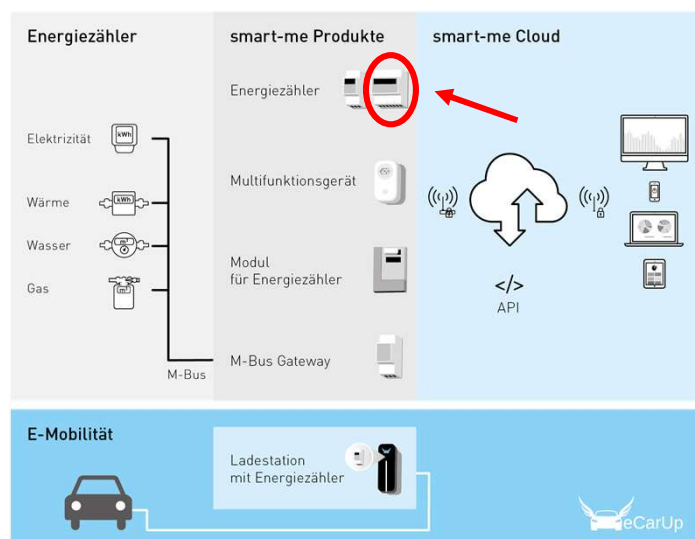 Energiezähler
smart-me Produkte
smart-me Cloud
Energiezähler
Elektrizität
kWh
Multifunktionsgerät
Wärme
kWh
Wasser
m³
Modul
für Energiezähler
Gas
m³
</>
API
M-Bus Gateway
M-Bus
E-Mobilität
Ladestation
mit Energiezähler
eCarUp